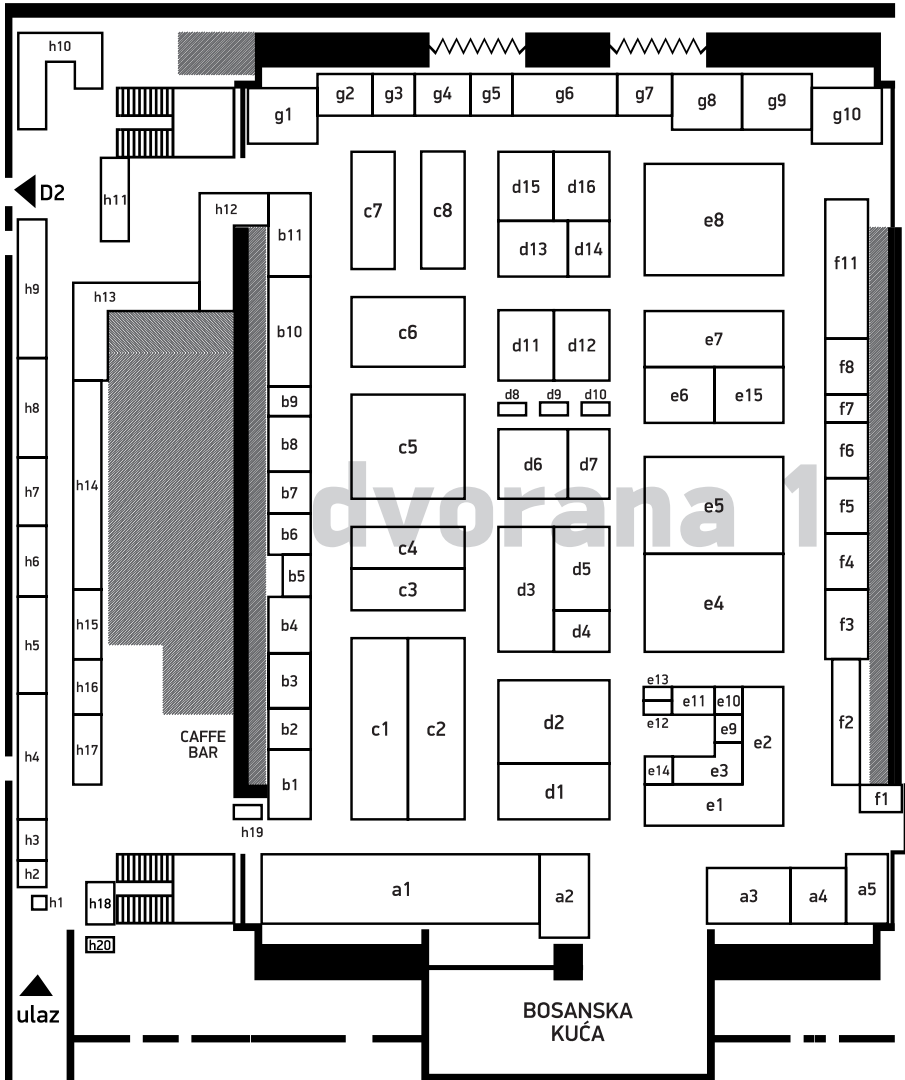 h10
g1
g2
g3
g4
g5
g6
g7
g8
g9
g10
D2
h11
h12
c7
c8
d15
d16
e8
b11
d13
d14
f11
h9
h13
b10
c6
d11
d12
e7
f8
h8
b9
d8
d9
d10
e6
e15
f7
b8
c5
d6
d7
f6
h7
h14
b7
dvorana 1
e5
f5
b6
c4
h6
b5
c3
d3
d5
f4
h5
h15
b4
d4
e4
f3
h16
b3
e13
e11
e10
e12
h4
h17
CAFFE
BAR
b2
c1
c2
d2
e9
e2
f2
b1
d1
e14
e3
e1
f1
h3
h19
h2
a1
a2
a3
a4
a5
h1
h18
h20
ulaz
BOSANSKA
KUĆA